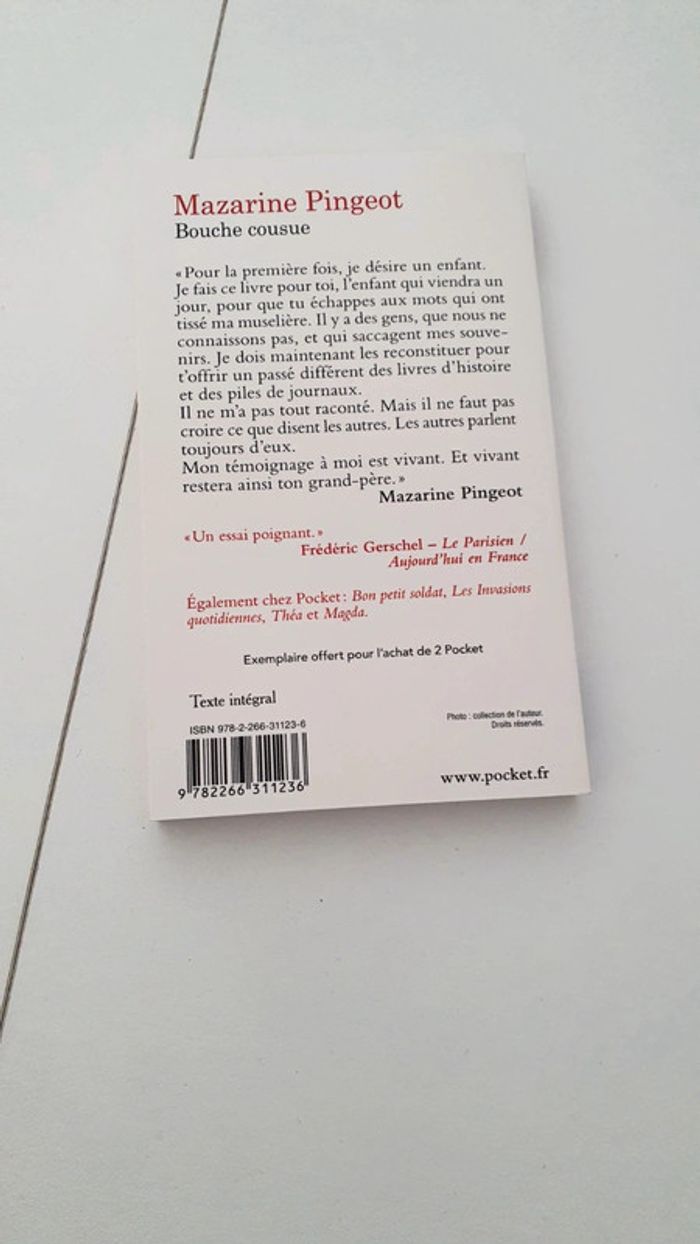 Mazarine Pingeot
Bouche cousue
« Pour la première fois, je désire un enfant.
Je fais ce livre pour toi, l'enfant qui viendra un
jour, pour que tu échappes aux mots qui ont
tissé ma muselière. Il y a des gens, que nous ne
connaissons pas, et qui saccagent mes souve-
nirs. Je dois maintenant les reconstituer pour
t'offrir un passé différent des livres d'histoire
et des piles de journaux.
Il ne m'a pas tout raconté. Mais il ne faut pas
croire ce que disent les autres. Les autres parlent
toujours d'eux.
Mon témoignage à moi est vivant. Et vivant
restera ainsi ton grand-père. »
Mazarine Pingeot
« Un essai poignant. »
Frédéric Gerschel – Le Parisien /
Aujourd'hui en France
Également chez Pocket : Bon petit soldat, Les Invasions
quotidiennes, Théa et Magda.
Exemplaire offert pour l'achat de 2 Pocket
Texte intégral
ISBN 978-2-266-31123-6
9 782266 311236
Photo : collection de l'auteur.
Droits réservés.
www.pocket.fr